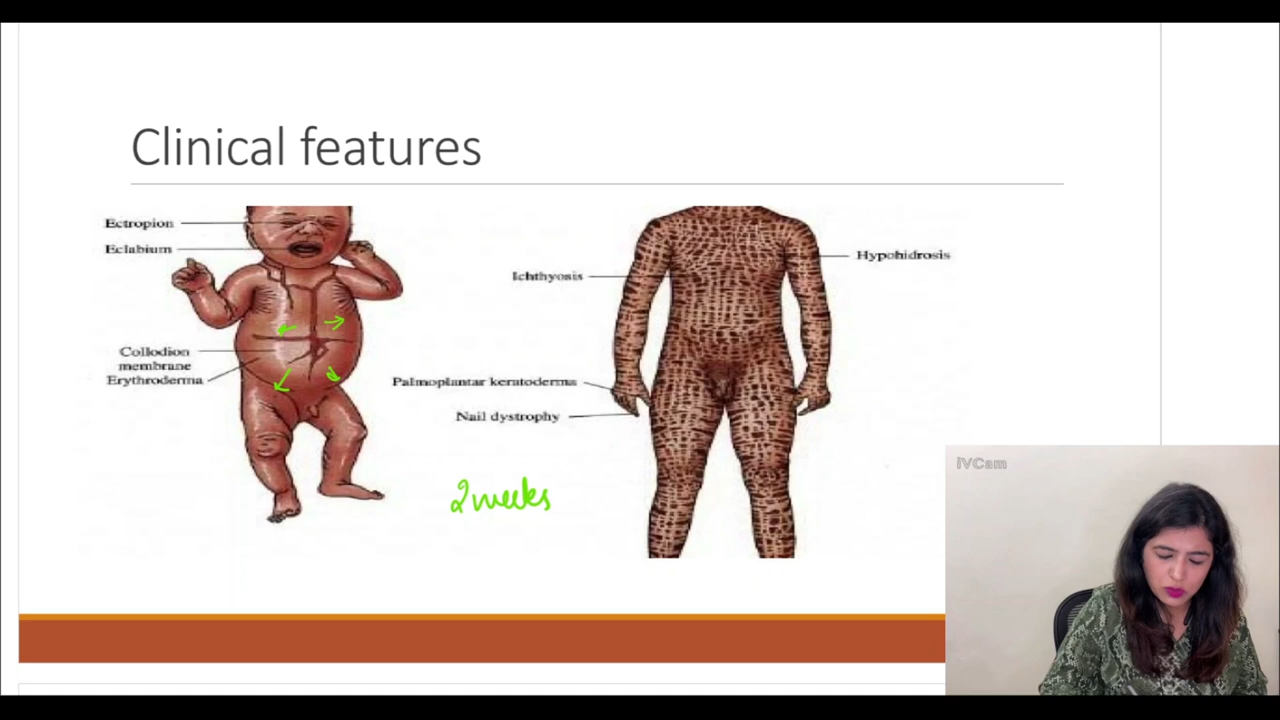 Clinical features
Ectropion
Eclabium
Collodion
membrane
Erythroderma
Ichthyosis
Palmoplantar keratoderma
Nail dystrophy
Hypohidrosis
2 weeks
iVCam